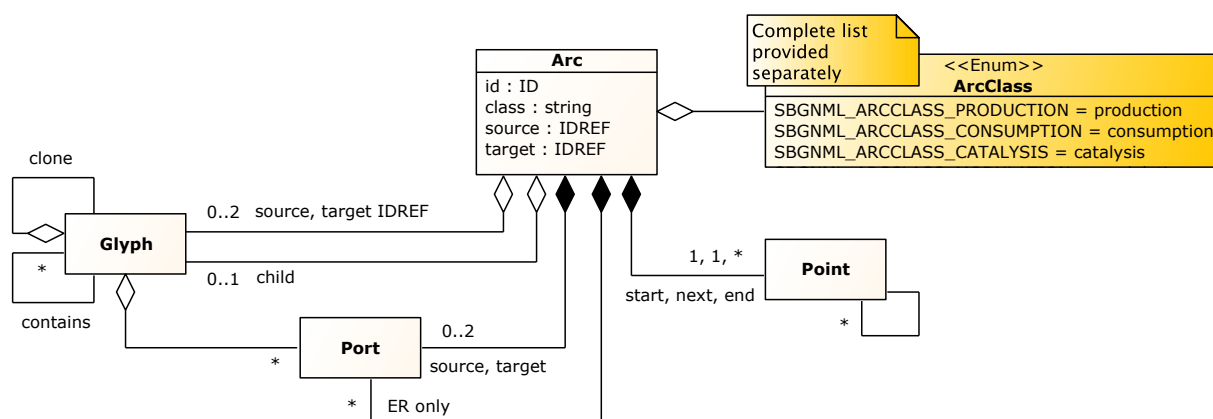 Complete list
provided
separately
<<Enum>>
ArcClass
SBGNML_ARCCLASS_PRODUCTION = production
SBGNML_ARCCLASS_CONSUMPTION = consumption
SBGNML_ARCCLASS_CATALYSIS = catalysis
Arc
id : ID
class : string
source : IDREF
target : IDREF
clone
0..2 source, target IDREF
Glyph
*
0..1 child
contains
1, 1, *
Point
start, next, end
*
Port
0..2
*
source, target
* ER only